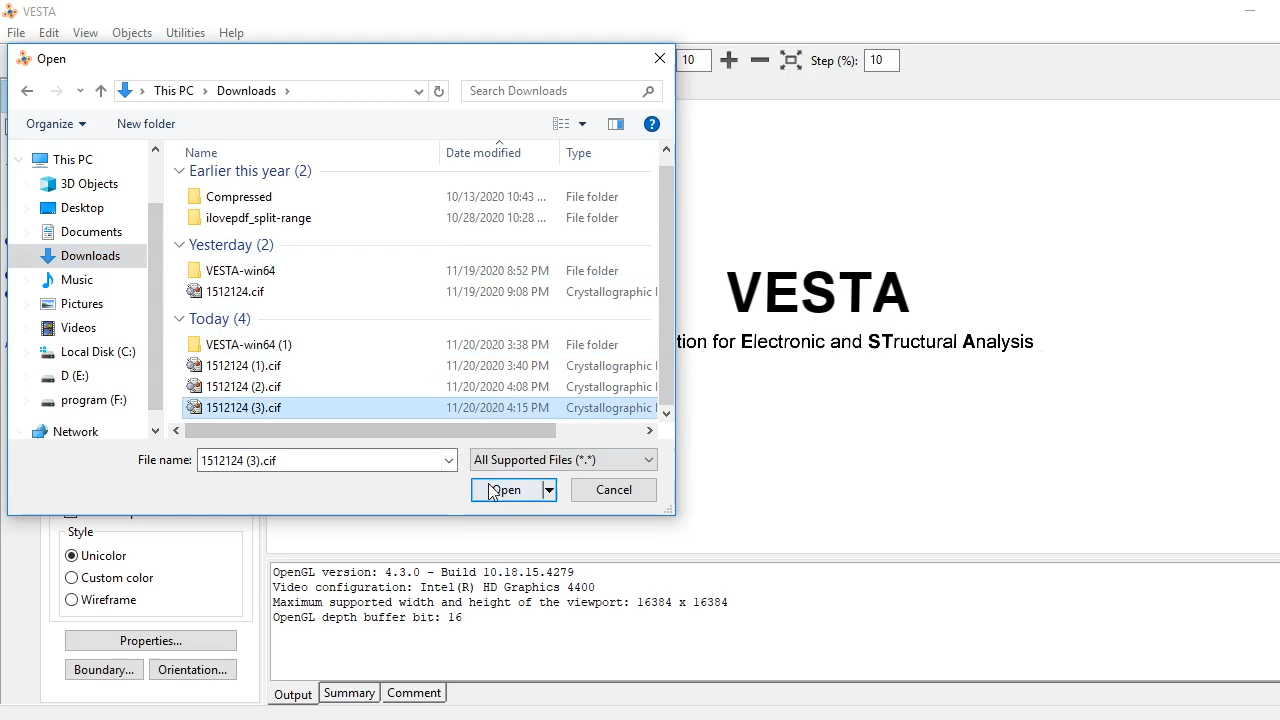 VESTA
File Edit View Objects Utilities Help
Open
10 Step (%): 10
This PC Downloads Search Downloads
Organize New folder
Name Date modified Type
This PC
3D Objects
Desktop
Documents
Downloads
Music
Pictures
Videos
Local Disk (C:)
D (E:)
program (F:)
Network
Earlier this year (2)
Compressed 10/13/2020 10:43 ... File folder
ilovepdf_split-range 10/28/2020 10:28 ... File folder
Yesterday (2)
VESTA-win64 11/19/2020 8:52 PM File folder
1512124.cif 11/19/2020 9:08 PM Crystallographic
Today (4)
VESTA-win64 (1) 11/20/2020 3:38 PM File folder
1512124 (1).cif 11/20/2020 3:40 PM Crystallographic
1512124 (2).cif 11/20/2020 4:08 PM Crystallographic
1512124 (3).cif 11/20/2020 4:15 PM Crystallographic
File name: 1512124 (3).cif All Supported Files (*.*)
Open Cancel
VESTA
tion for Electronic and STructural Analysis
Style
Unicolor
Custom color
Wireframe
Properties...
Boundary... Orientation...
OpenGL version: 4.3.0 - Build 10.18.15.4279
Video configuration: Intel(R) HD Graphics 4400
Maximum supported width and height of the viewport: 16384 x 16384
OpenGL depth buffer bit: 16
Output Summary Comment